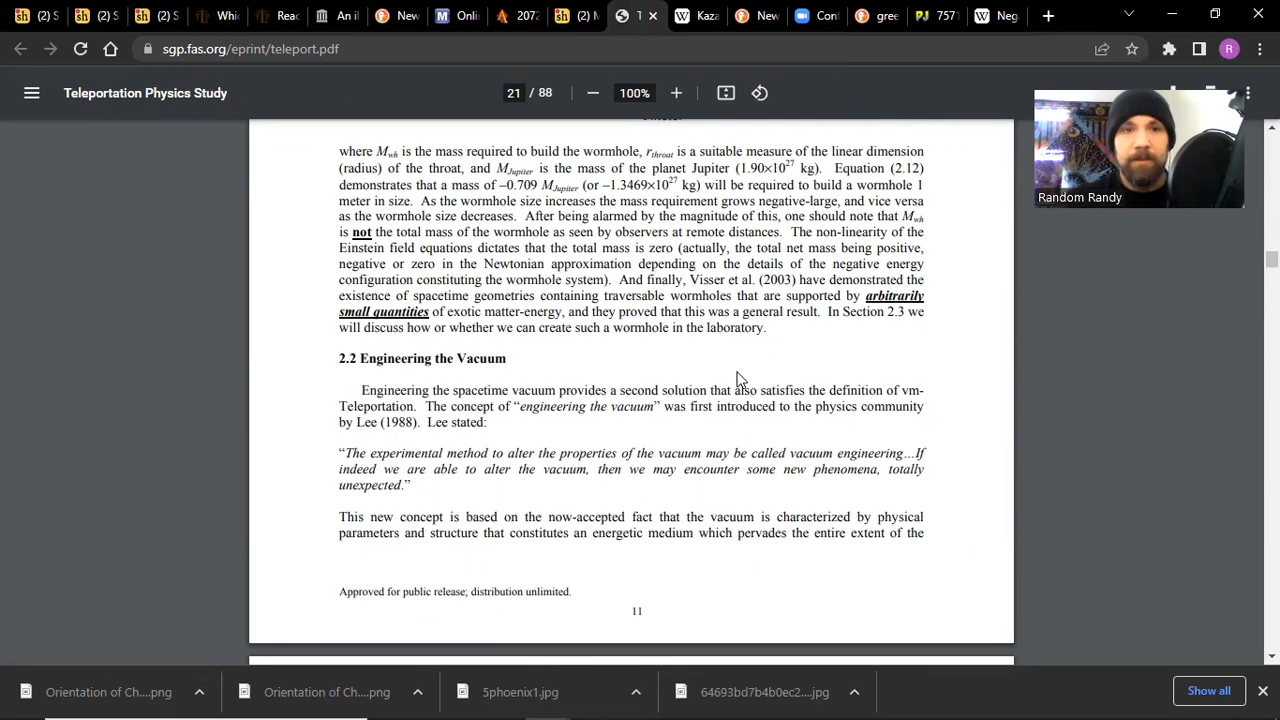 (2) S
(2) S
(2) S
Whi
Rea
An il
New
Onli
2072
(2) M
T
Kaza
New
Conf
gree
7571
Neg
sgp.fas.org/eprint/teleport.pdf
R
Teleportation Physics Study
21 / 88
100%
where Mwh is the mass required to build the wormhole, rthroat is a suitable measure of the linear dimension
(radius) of the throat, and MJupiter is the mass of the planet Jupiter (1.90×10^27 kg). Equation (2.12)
demonstrates that a mass of –0.709 MJupiter (or –1.3469×10^27 kg) will be required to build a wormhole 1
meter in size. As the wormhole size increases the mass requirement grows negative-large, and vice versa
as the wormhole size decreases. After being alarmed by the magnitude of this, one should note that Mwh
is not the total mass of the wormhole as seen by observers at remote distances. The non-linearity of the
Einstein field equations dictates that the total mass is zero (actually, the total net mass being positive,
negative or zero in the Newtonian approximation depending on the details of the negative energy
configuration constituting the wormhole system). And finally, Visser et al. (2003) have demonstrated the
existence of spacetime geometries containing traversable wormholes that are supported by arbitrarily
small quantities of exotic matter-energy, and they proved that this was a general result. In Section 2.3 we
will discuss how or whether we can create such a wormhole in the laboratory.
2.2 Engineering the Vacuum
Engineering the spacetime vacuum provides a second solution that also satisfies the definition of vm-
Teleportation. The concept of “engineering the vacuum” was first introduced to the physics community
by Lee (1988). Lee stated:
“The experimental method to alter the properties of the vacuum may be called vacuum engineering…If
indeed we are able to alter the vacuum, then we may encounter some new phenomena, totally
unexpected.”
This new concept is based on the now-accepted fact that the vacuum is characterized by physical
parameters and structure that constitutes an energetic medium which pervades the entire extent of the
Approved for public release; distribution unlimited.
11
Random Randy
Orientation of Ch....png
Orientation of Ch....png
5phoenix1.jpg
64693bd7b4b0ec2....jpg
Show all